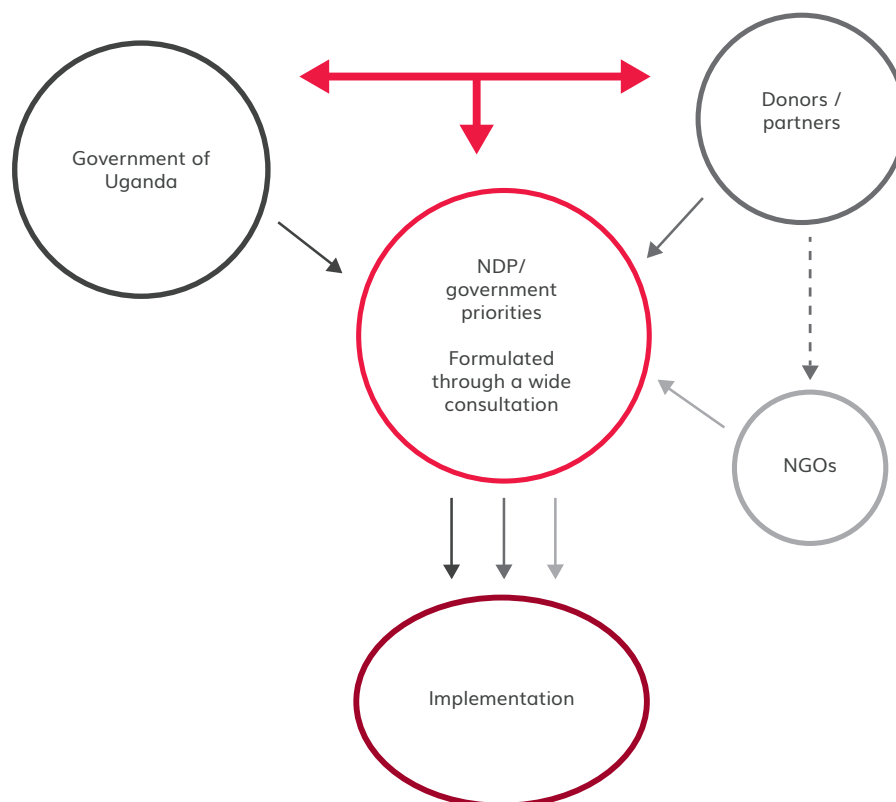 Government of
Uganda
Donors /
partners
NDP/
government
priorities
Formulated
through a wide
consultation
NGOs
Implementation